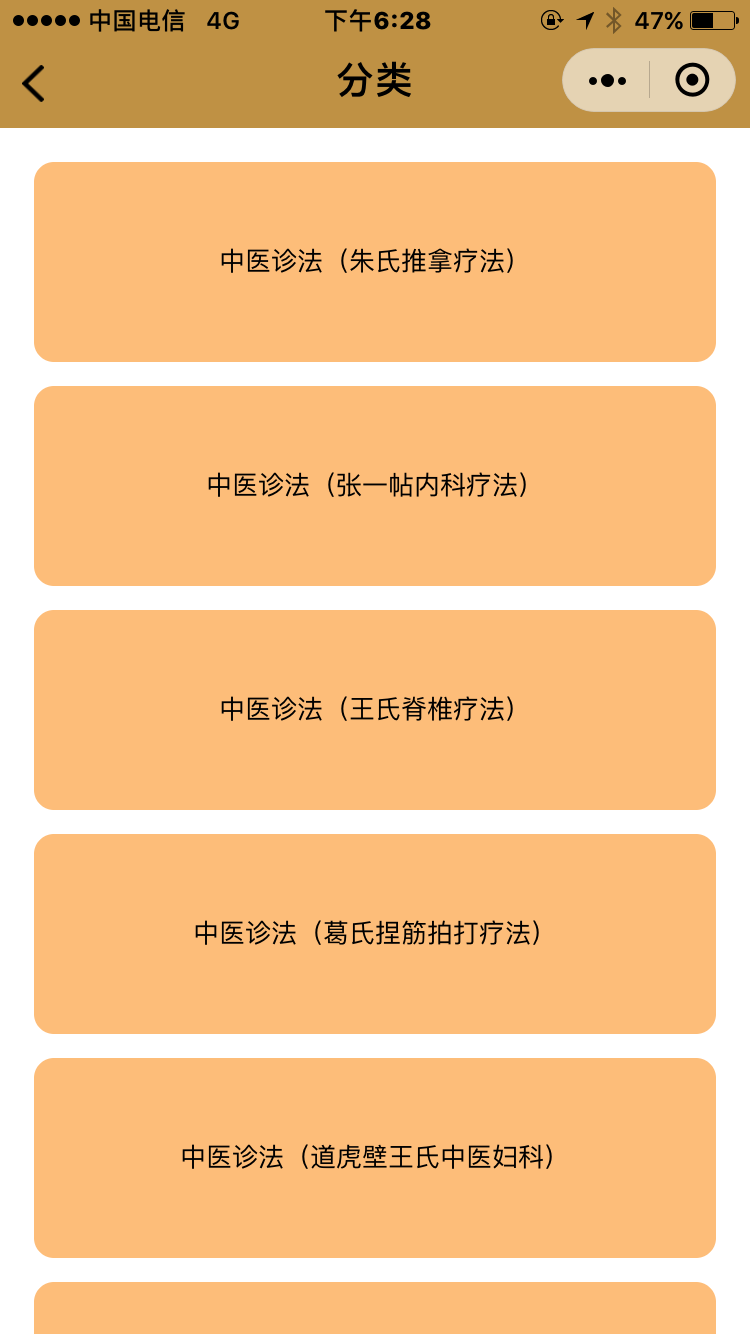 中国电信 4G 下午6:28 47%
分类
中医诊法（朱氏推拿疗法）
中医诊法（张一帖内科疗法）
中医诊法（王氏脊椎疗法）
中医诊法（葛氏捏筋拍打疗法）
中医诊法（道虎壁王氏中医妇科）